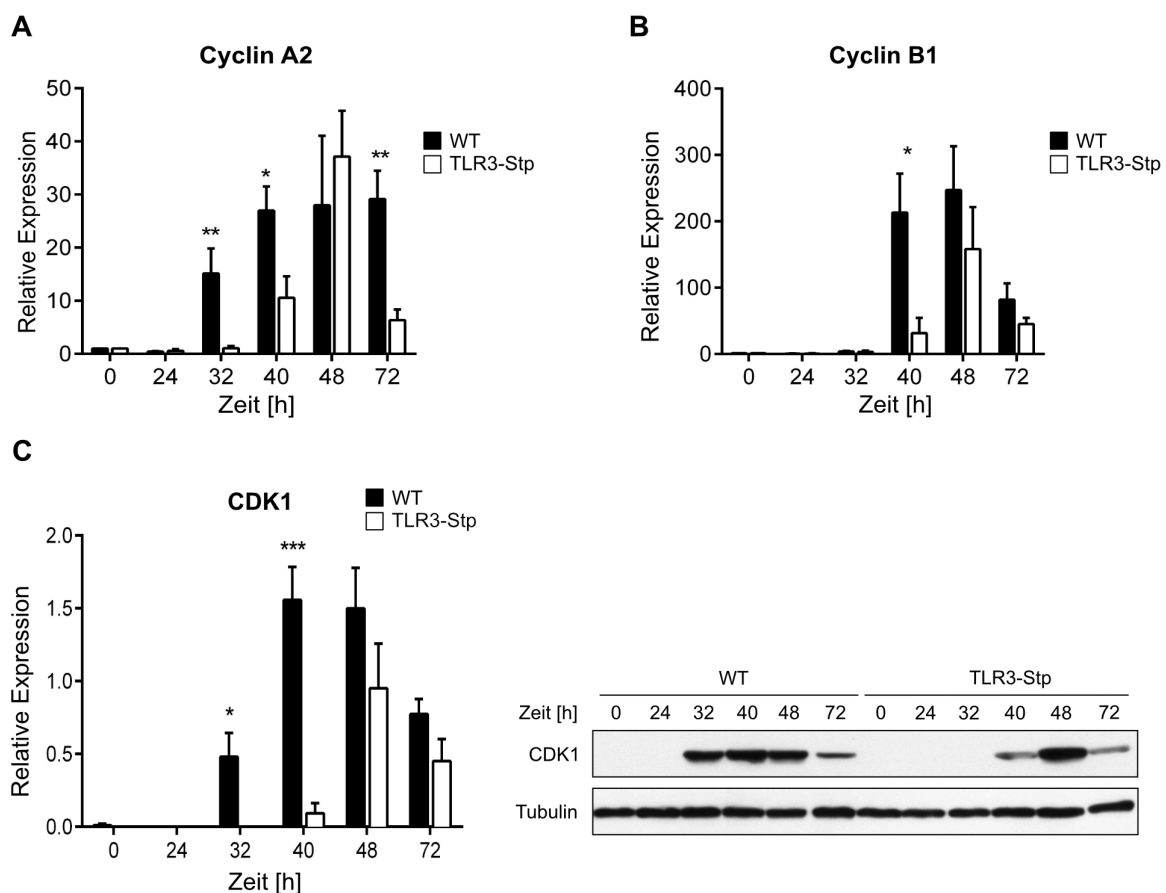 A
Cyclin A2
50
40
30
20
10
0
Relative Expression
** * **
WT
TLR3-Stp
0 24 32 40 48 72
Zeit [h]
B
Cyclin B1
400
300
200
100
0
Relative Expression
*
WT
TLR3-Stp
0 24 32 40 48 72
Zeit [h]
C
CDK1
WT
TLR3-Stp
2.0
1.5
1.0
0.5
0.0
Relative Expression
* ***
0 24 32 40 48 72
Zeit [h]
WT TLR3-Stp
Zeit [h] 0 24 32 40 48 72 0 24 32 40 48 72
CDK1
Tubulin